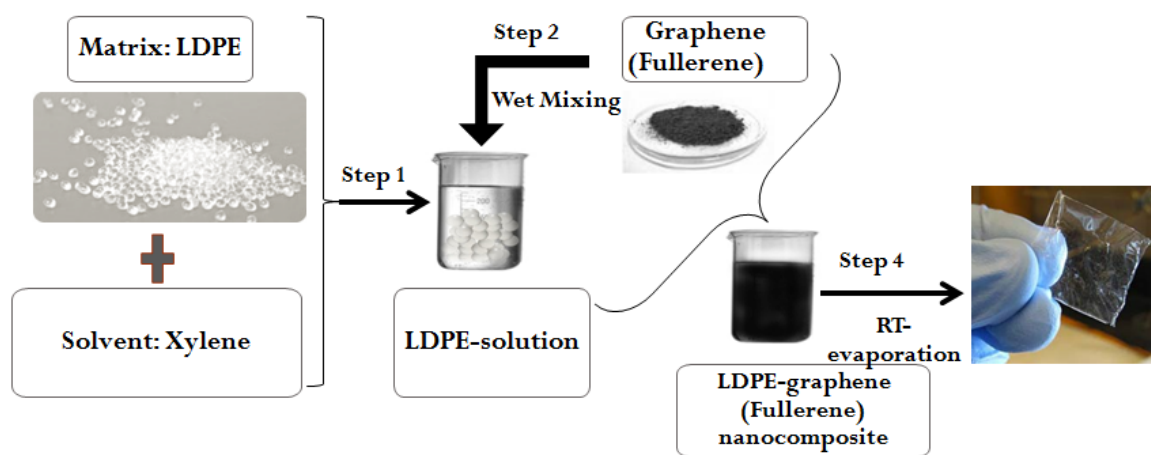 Matrix: LDPE
Solvent: Xylene
Step 1
Step 2
Wet Mixing
Graphene
(Fullerene)
200
LDPE-solution
LDPE-graphene
(Fullerene)
nanocomposite
Step 4
RT-
evaporation